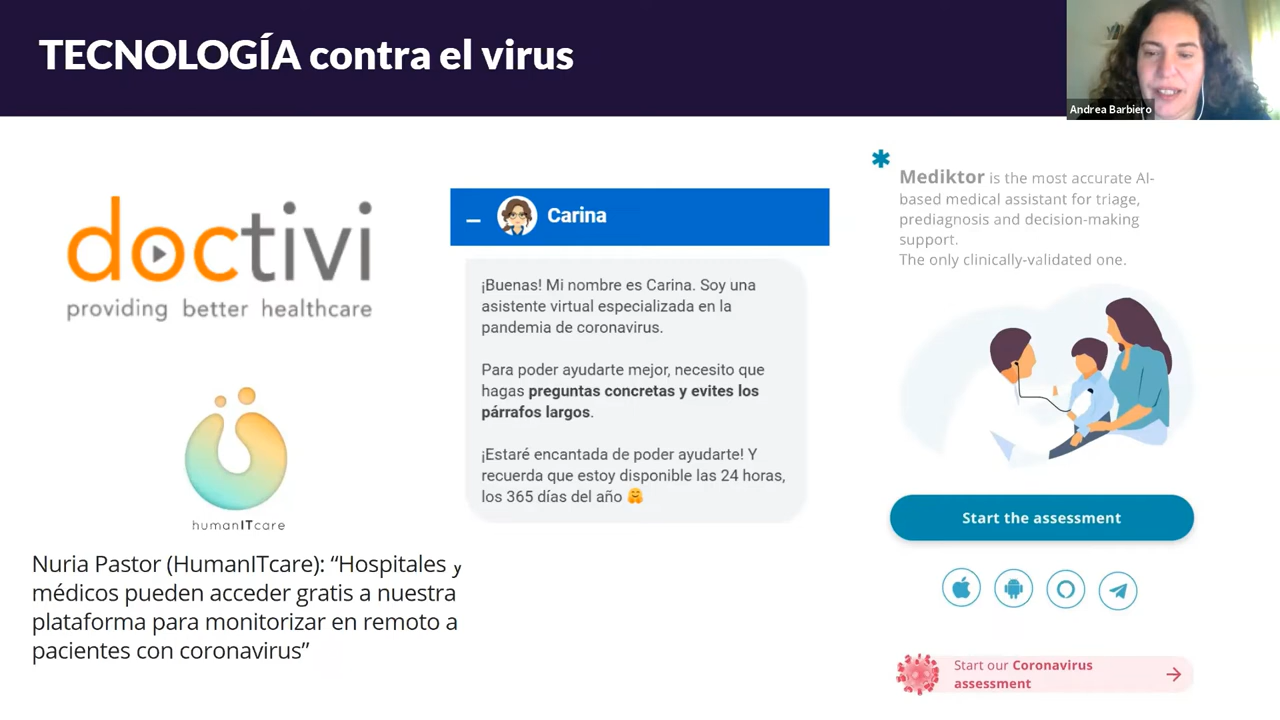 TECNOLOGÍA contra el virus
Andrea Barbiero
doctivi
providing better healthcare
humanITcare
Nuria Pastor (HumanITcare): “Hospitales y
médicos pueden acceder gratis a nuestra
plataforma para monitorizar en remoto a
pacientes con coronavirus”
Carina
¡Buenas! Mi nombre es Carina. Soy una
asistente virtual especializada en la
pandemia de coronavirus.
Para poder ayudarte mejor, necesito que
hagas preguntas concretas y evites los
párrafos largos.
¡Estaré encantada de poder ayudarte! Y
recuerda que estoy disponible las 24 horas,
los 365 días del año 🤗
Mediktor is the most accurate AI-
based medical assistant for triage,
prediagnosis and decision-making
support.
The only clinically-validated one.
Start the assessment
Start our Coronavirus
assessment